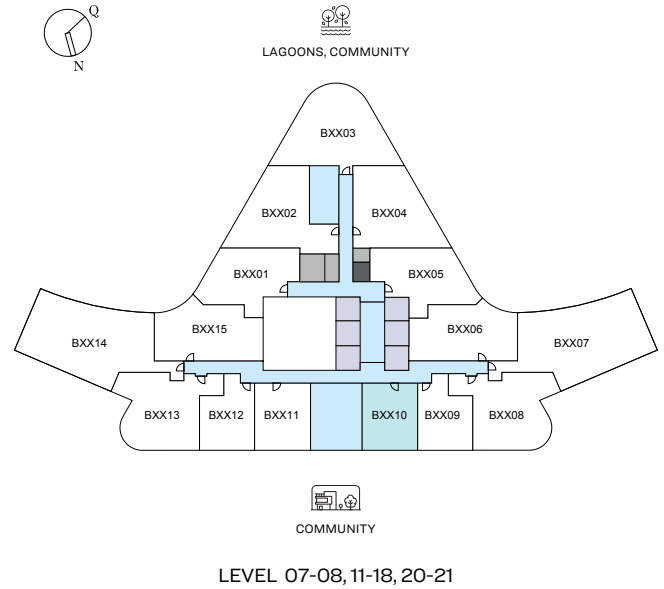 Q
N
LAGOONS, COMMUNITY
BXX03
BXX02 BXX04
BXX01 BXX05
BXX15 BXX06
BXX14 BXX07
BXX13 BXX12 BXX11 BXX10 BXX09 BXX08
COMMUNITY
LEVEL 07-08, 11-18, 20-21